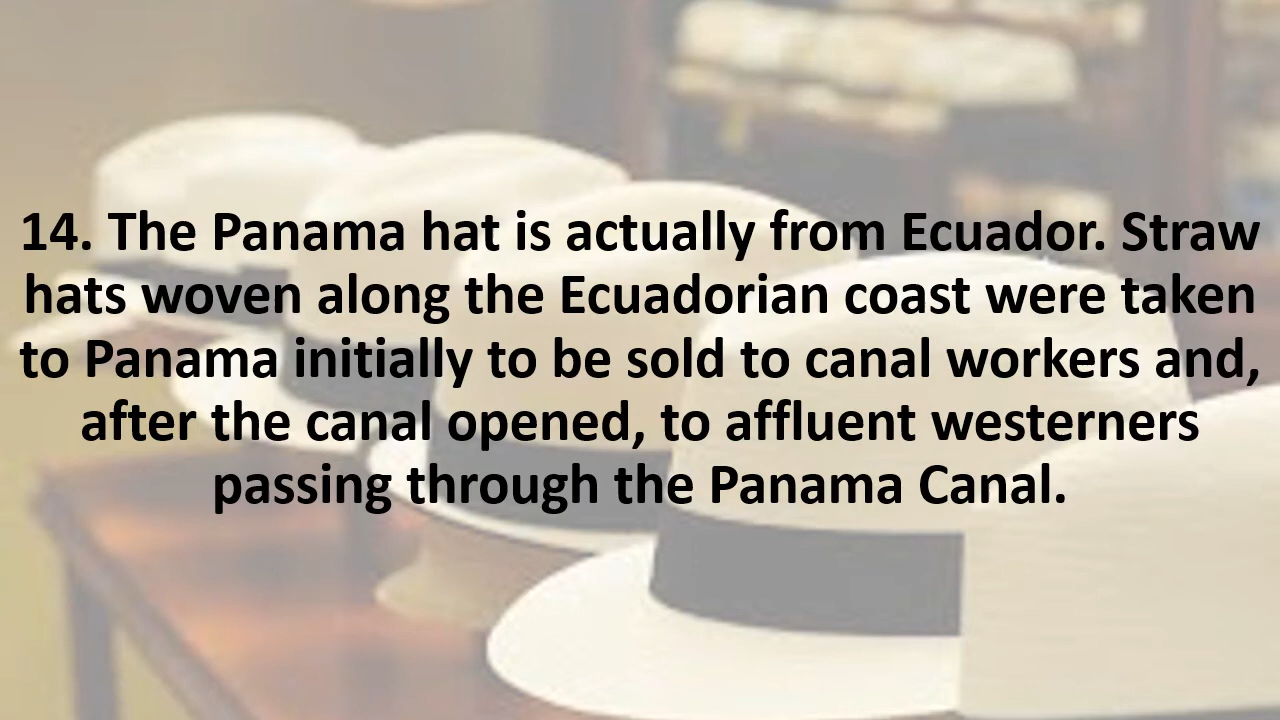 14. The Panama hat is actually from Ecuador. Straw
hats woven along the Ecuadorian coast were taken
to Panama initially to be sold to canal workers and,
after the canal opened, to affluent westerners
passing through the Panama Canal.